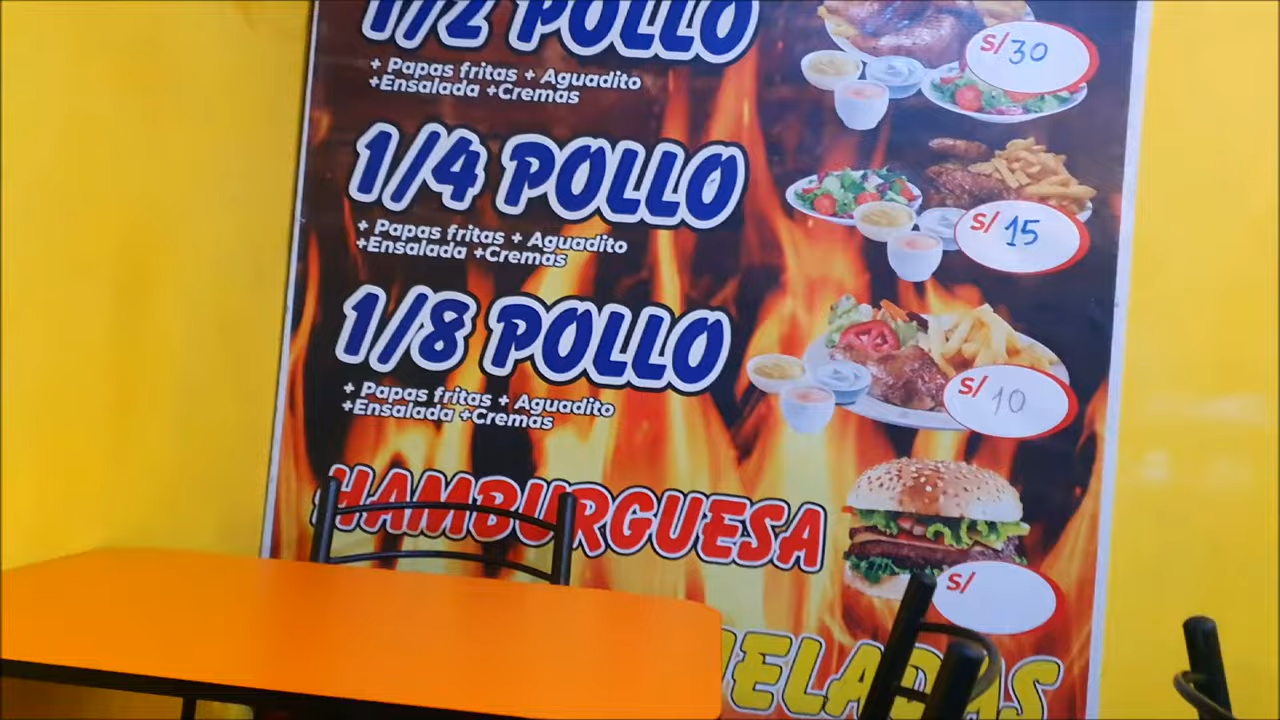 1/2 POLLO
+ Papas fritas + Aguadito
+Ensalada +Cremas
S/30
1/4 POLLO
+ Papas fritas + Aguadito
+Ensalada +Cremas
S/15
1/8 POLLO
+ Papas fritas + Aguadito
+Ensalada +Cremas
S/10
HAMBURGUESA
S/